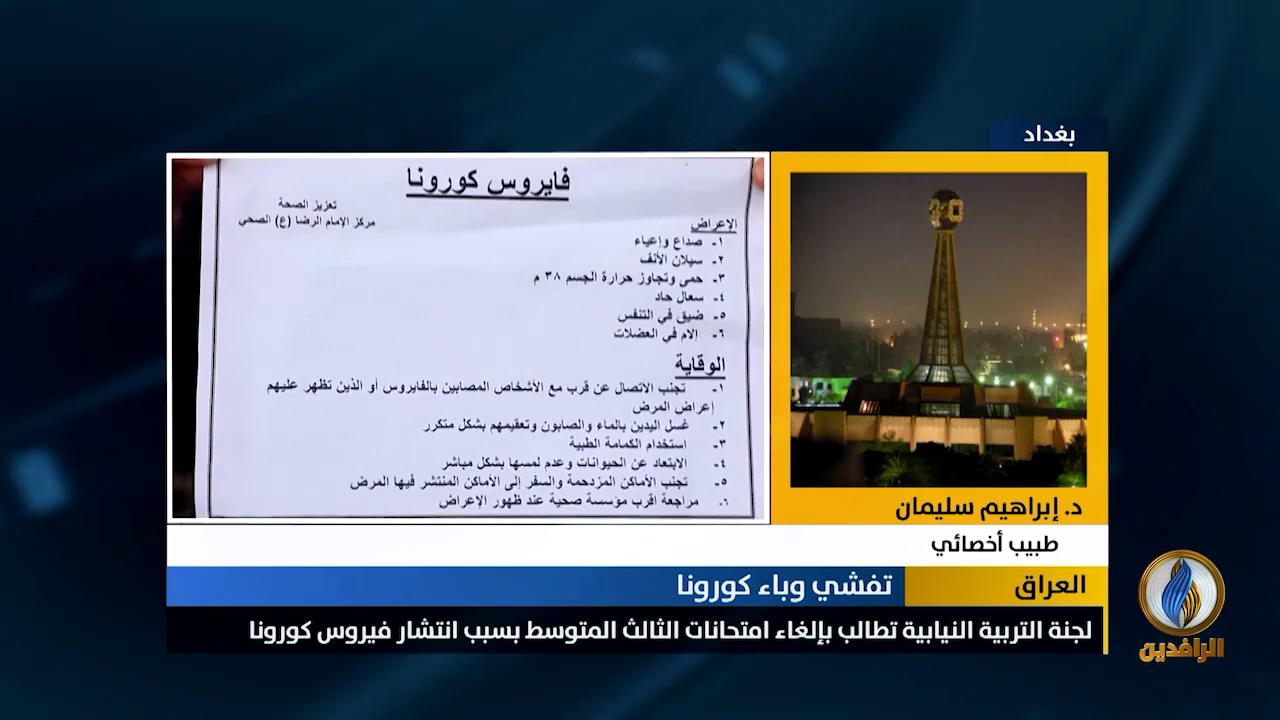 بغداد
فايروس كورونا
تعزيز الصحة
مركز الإمام الرضا (ع) الصحي
الإعراض
١- صداع وإعياء
٢- سيلان الأنف
٣- حمى وتجاوز حرارة الجسم ٣٨ م
٤- سعال حاد
٥- ضيق في التنفس
٦- إلام في العضلات
الوقاية
١- تجنب الاتصال عن قرب مع الأشخاص المصابين بالفايروس أو الذين تظهر عليهم
إعراض المرض
٢- غسل اليدين بالماء والصابون وتعقيمهم بشكل متكرر
٣- استخدام الكمامة الطبية
٤- الابتعاد عن الحيوانات وعدم لمسها بشكل مباشر
٥- تجنب الأماكن المزدحمة والسفر إلى الأماكن المنتشر فيها المرض
٦- مراجعة اقرب مؤسسة صحية عند ظهور الإعراض
د. إبراهيم سليمان
طبيب أخصائي
العراق
تفشي وباء كورونا
لجنة التربية النيابية تطالب بإلغاء امتحانات الثالث المتوسط بسبب انتشار فيروس كورونا
الرافدين